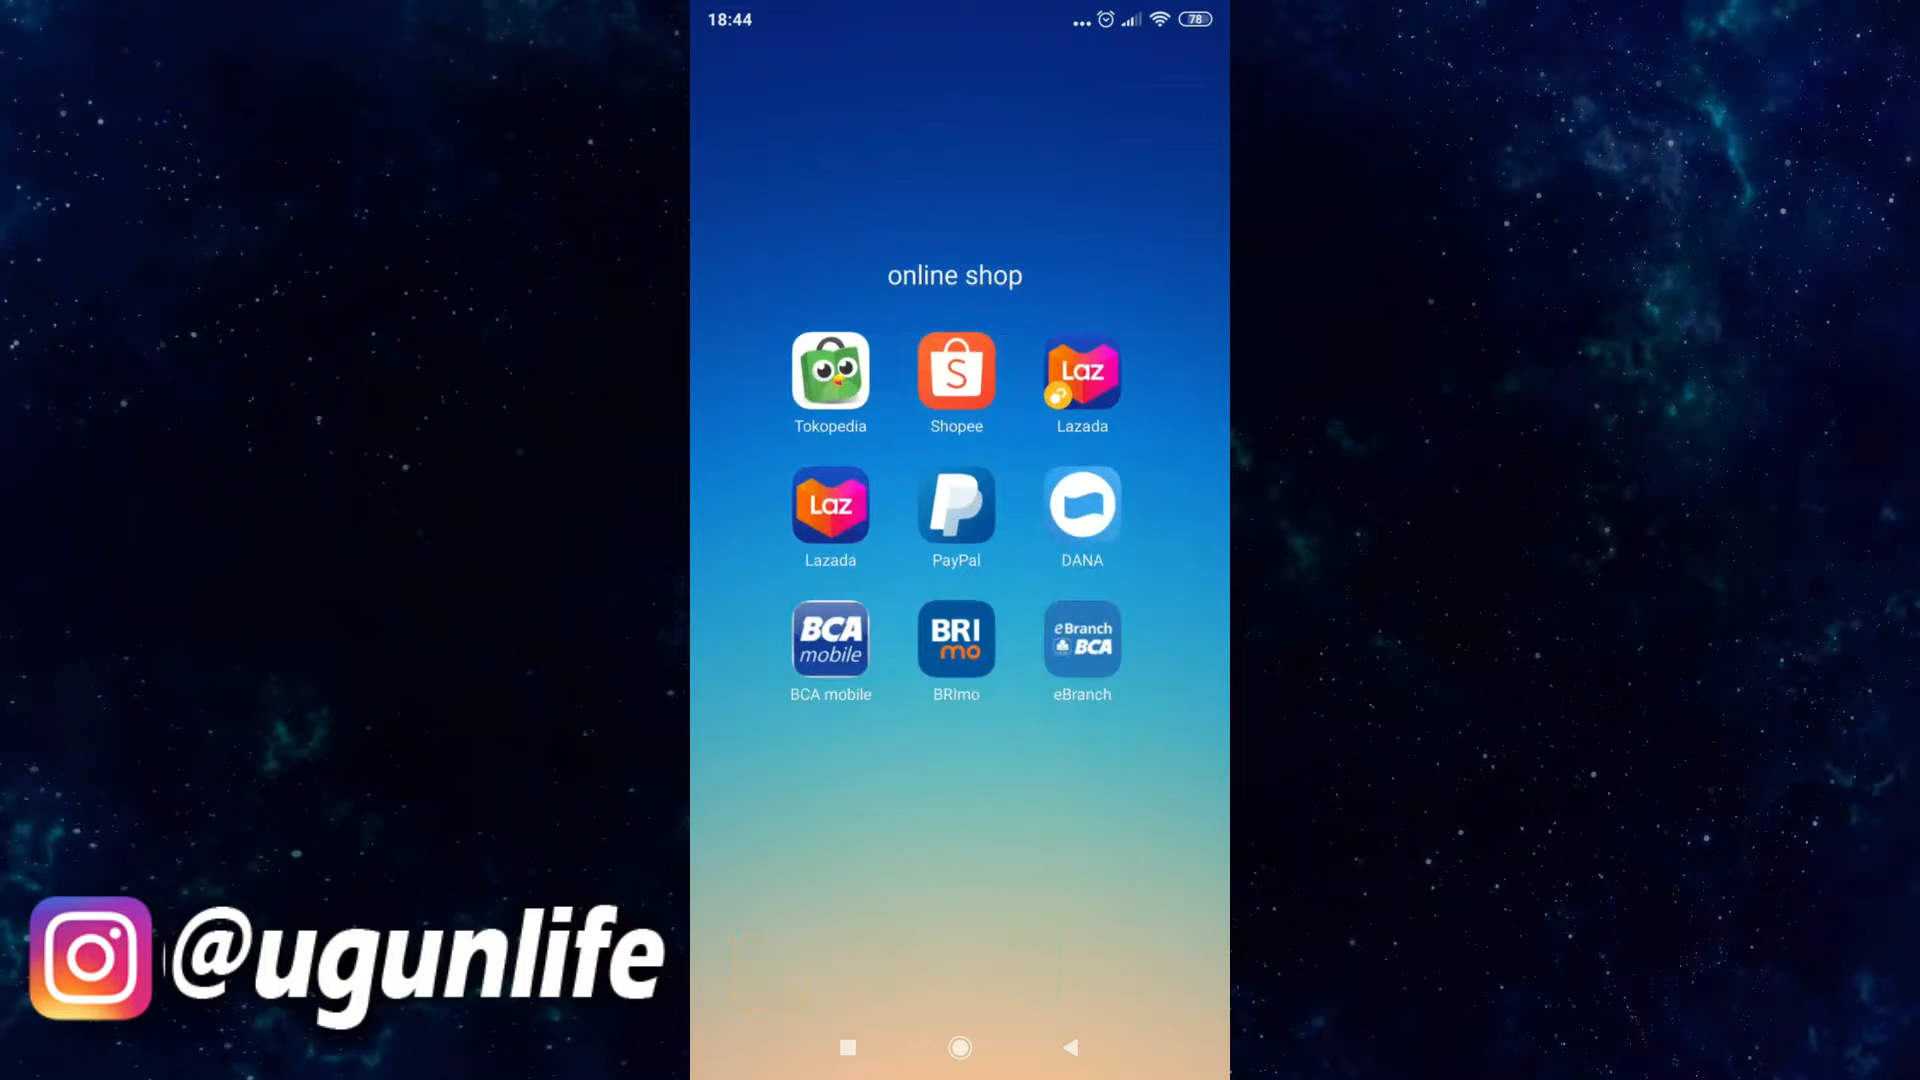 18:44
78
online shop
S
Laz
Tokopedia
Shopee
Lazada
Laz
Lazada
PayPal
DANA
BCA
mobile
BRI
mo
eBranch
BCA
BCA mobile
BRImo
eBranch
@ugunlife